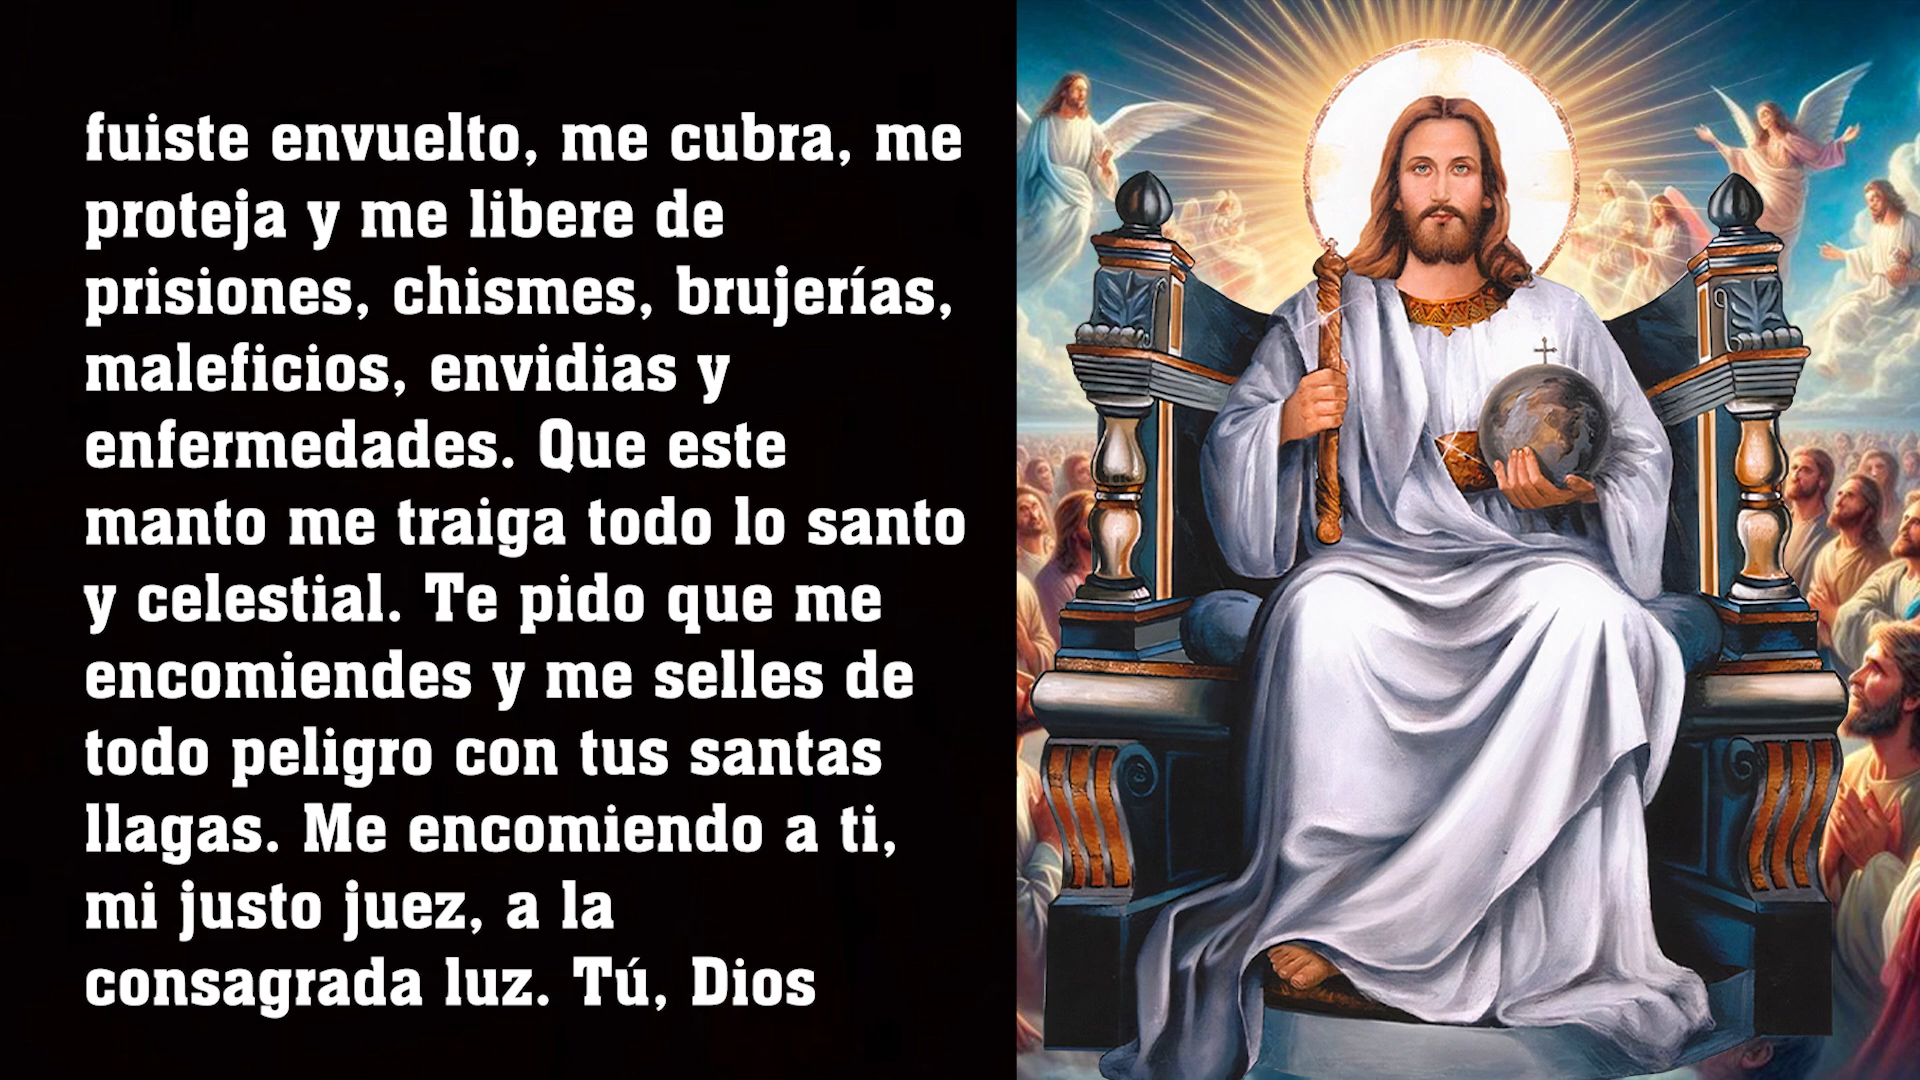 fuiste envuelto, me cubra, me
proteja y me libere de
prisiones, chismes, brujerías,
maleficios, envidias y
enfermedades. Que este
manto me traiga todo lo santo
y celestial. Te pido que me
encomiendes y me selles de
todo peligro con tus santas
llagas. Me encomiendo a ti,
mi justo juez, a la
consagrada luz. Tú, Dios